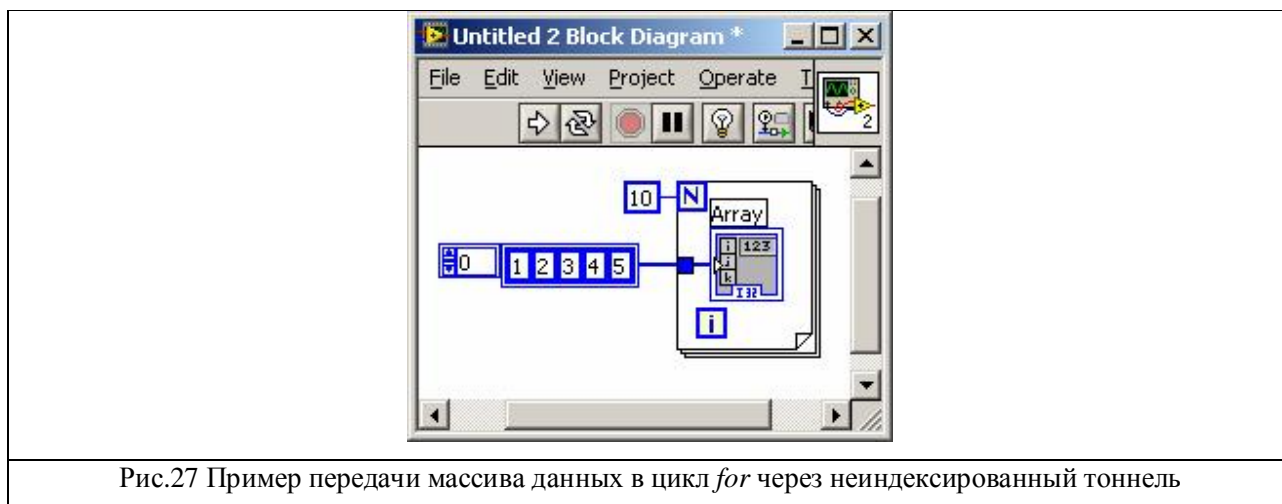 Untitled 2 Block Diagram *
File Edit View Project Operate T
2
10 N
Array
i 123
j
k
I32
0 1 2 3 4 5
i
Рис.27 Пример передачи массива данных в цикл for через неиндексированный тоннель